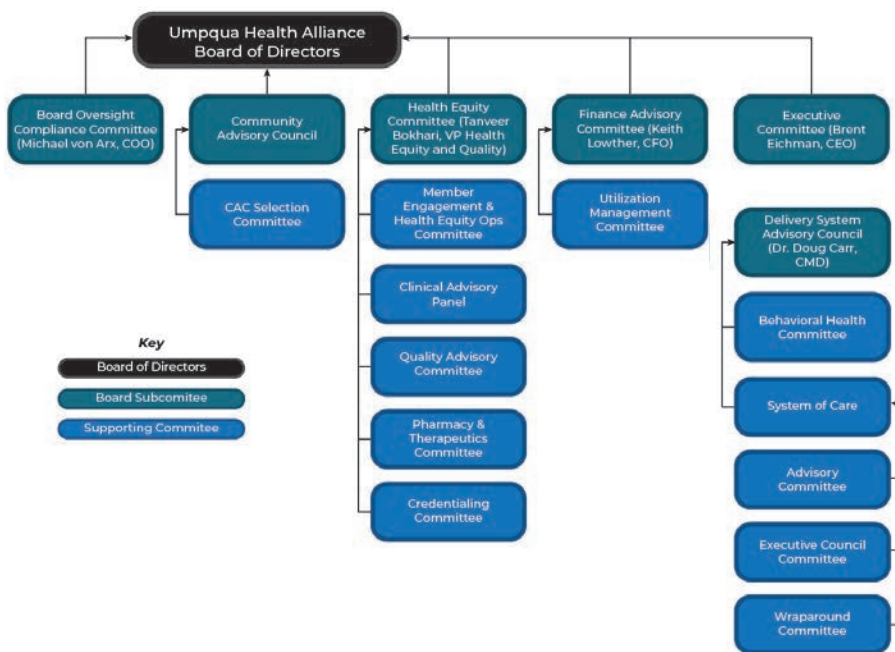 Umpqua Health Alliance
Board of Directors
Board Oversight
Compliance Committee
(Michael von Arx, COO)
Community
Advisory Council
Health Equity
Committee (Tanveer
Bokhari, VP Health
Equity and Quality)
Finance Advisory
Committee (Keith
Lowther, CFO)
Executive
Committee (Brent
Eichman, CEO)
CAC Selection
Committee
Member
Engagement &
Health Equity Ops
Committee
Utilization
Management
Committee
Delivery System
Advisory Council
(Dr. Doug Carr,
CMD)
Clinical Advisory
Panel
Behavioral Health
Committee
Quality Advisory
Committee
System of Care
Pharmacy &
Therapeutics
Committee
Advisory
Committee
Credentialing
Committee
Executive Council
Committee
Wraparound
Committee
Key
Board of Directors
Board Subcomitee
Supporting Commitee